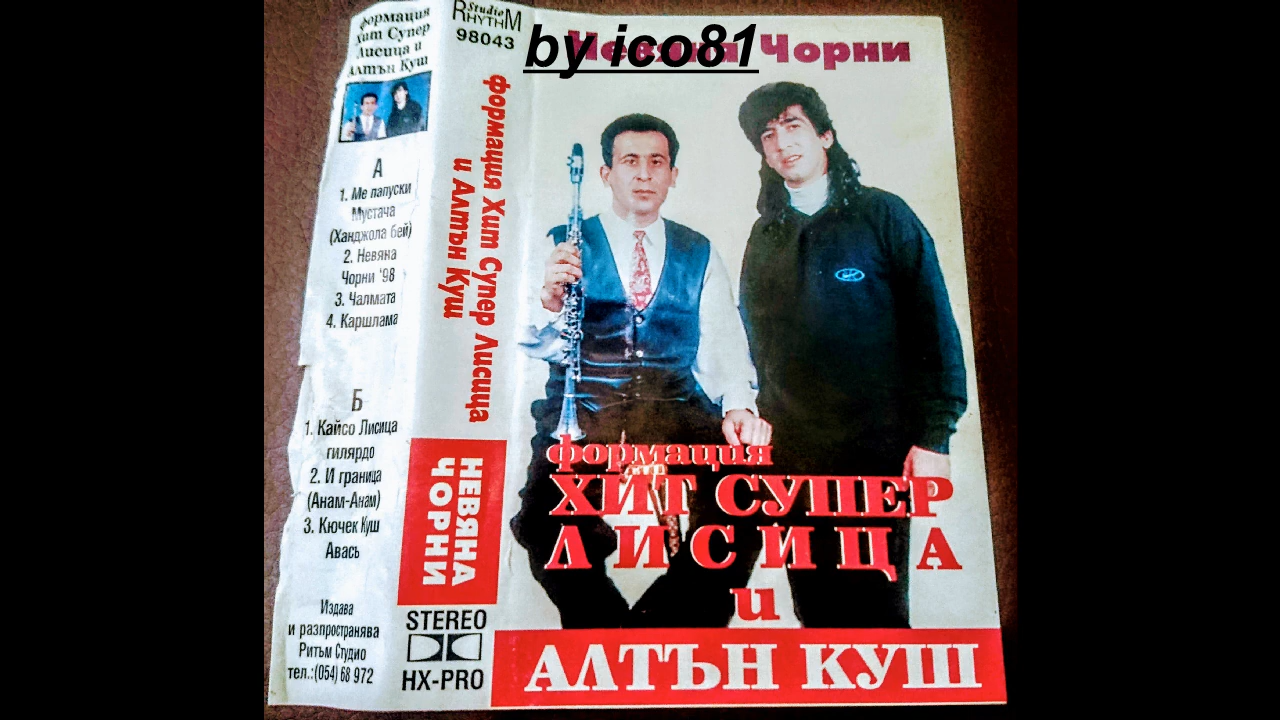 формация
Хит Супер
Лисица и
Алтън Куш
А
1. Ме папуски
Мустача
(Ханджола бей)
2. Невяна
Чорни '98
3. Чалмата
4. Каршлама
Б
1. Кайсо Лисица
гилярдо
2. И граница
(Анам-Анам)
3. Кючек Куш
Авась
Издава
и разпространява
Ритъм Студио
тел.:(054) 68 972
Studio
RHYTHM
98043
формация Хит Супер Лисица
и Алтън Куш
НЕВЯНА
ЧОРНИ
STEREO
HX-PRO
by ico81
Невяна Чорни
формация
ХИТ СУПЕР
ЛИСИЦА
и
АЛТЪН КУШ